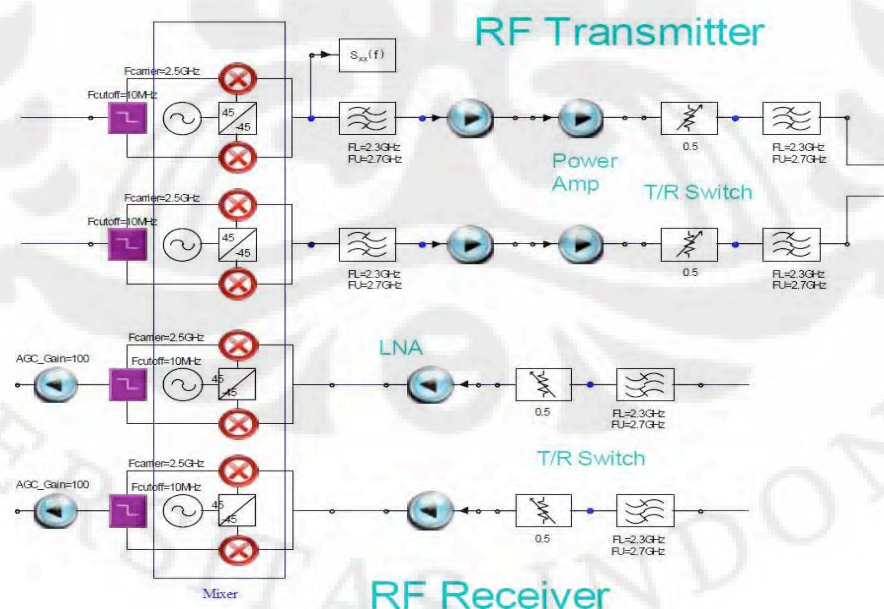 RF Transmitter
Sxx(f)
Fcarrier=2.5GHz
Fcutoff=10MHz
45
-45
FL=2.3GHz
FU=2.7GHz
Power
Amp
0.5
FL=2.3GHz
FU=2.7GHz
T/R Switch
Fcarrier=2.5GHz
Fcutoff=10MHz
45
-45
FL=2.3GHz
FU=2.7GHz
0.5
FL=2.3GHz
FU=2.7GHz
LNA
AGC_Gain=100
Fcarrier=2.5GHz
Fcutoff=10MHz
45
-45
0.5
FL=2.3GHz
FU=2.7GHz
T/R Switch
AGC_Gain=100
Fcarrier=2.5GHz
Fcutoff=10MHz
45
-45
0.5
FL=2.3GHz
FU=2.7GHz
Mixer
RF Receiver